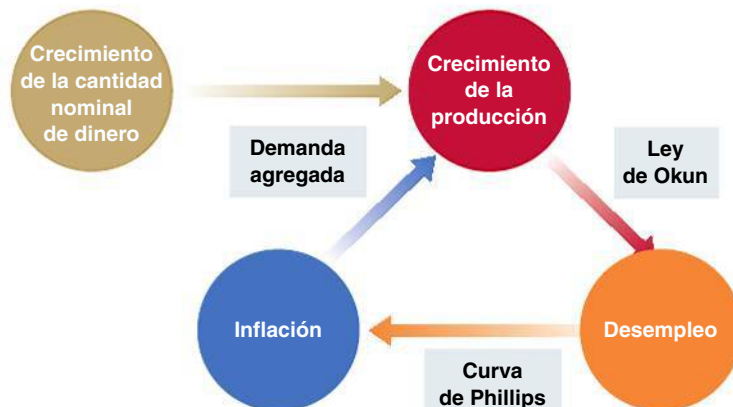 Crecimiento
de la cantidad
nominal
de dinero
Crecimiento
de la
producción
Demanda
agregada
Ley
de Okun
Inflación
Desempleo
Curva
de Phillips